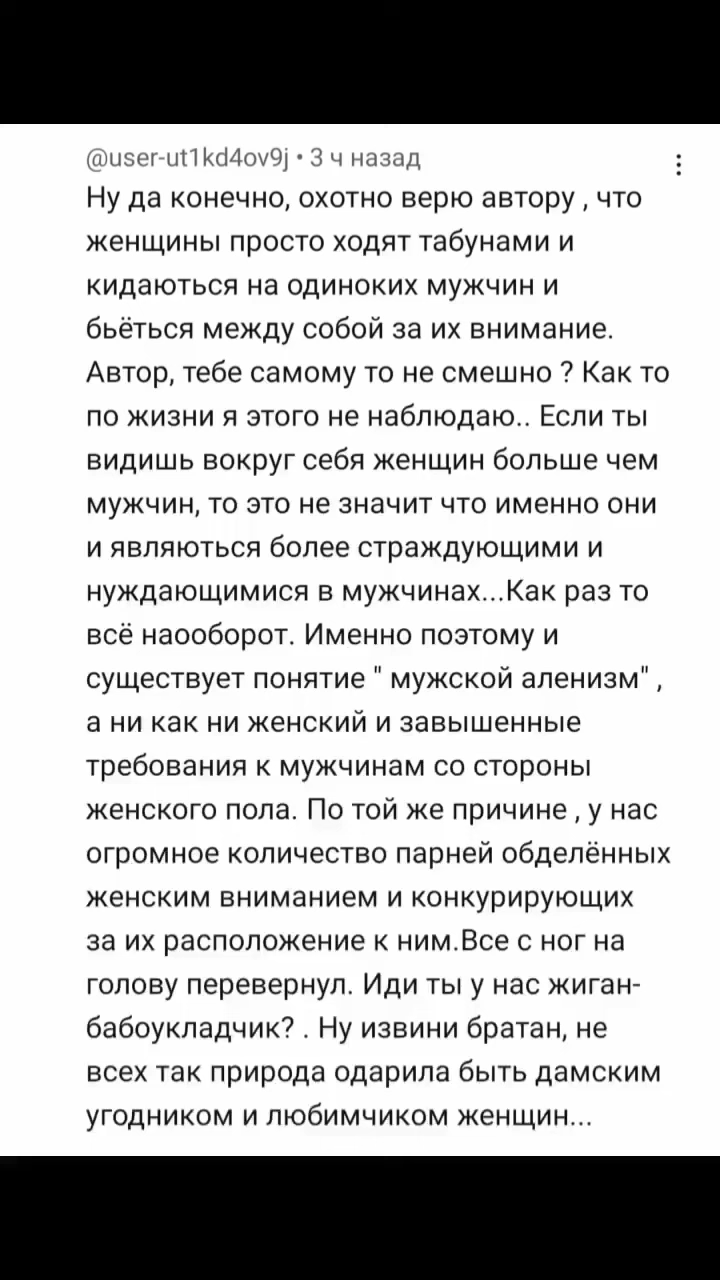 @user-ut1kd4ov9j • 3 ч назад
Ну да конечно, охотно верю автору , что
женщины просто ходят табунами и
кидаються на одиноких мужчин и
бьёться между собой за их внимание.
Автор, тебе самому то не смешно ? Как то
по жизни я этого не наблюдаю.. Если ты
видишь вокруг себя женщин больше чем
мужчин, то это не значит что именно они
и являються более страждующими и
нуждающимися в мужчинах...Как раз то
всё наооборот. Именно поэтому и
существует понятие " мужской аленизм" ,
а ни как ни женский и завышенные
требования к мужчинам со стороны
женского пола. По той же причине , у нас
огромное количество парней обделённых
женским вниманием и конкурирующих
за их расположение к ним.Все с ног на
голову перевернул. Иди ты у нас жиган-
бабоукладчик? . Ну извини братан, не
всех так природа одарила быть дамским
угодником и любимчиком женщин...